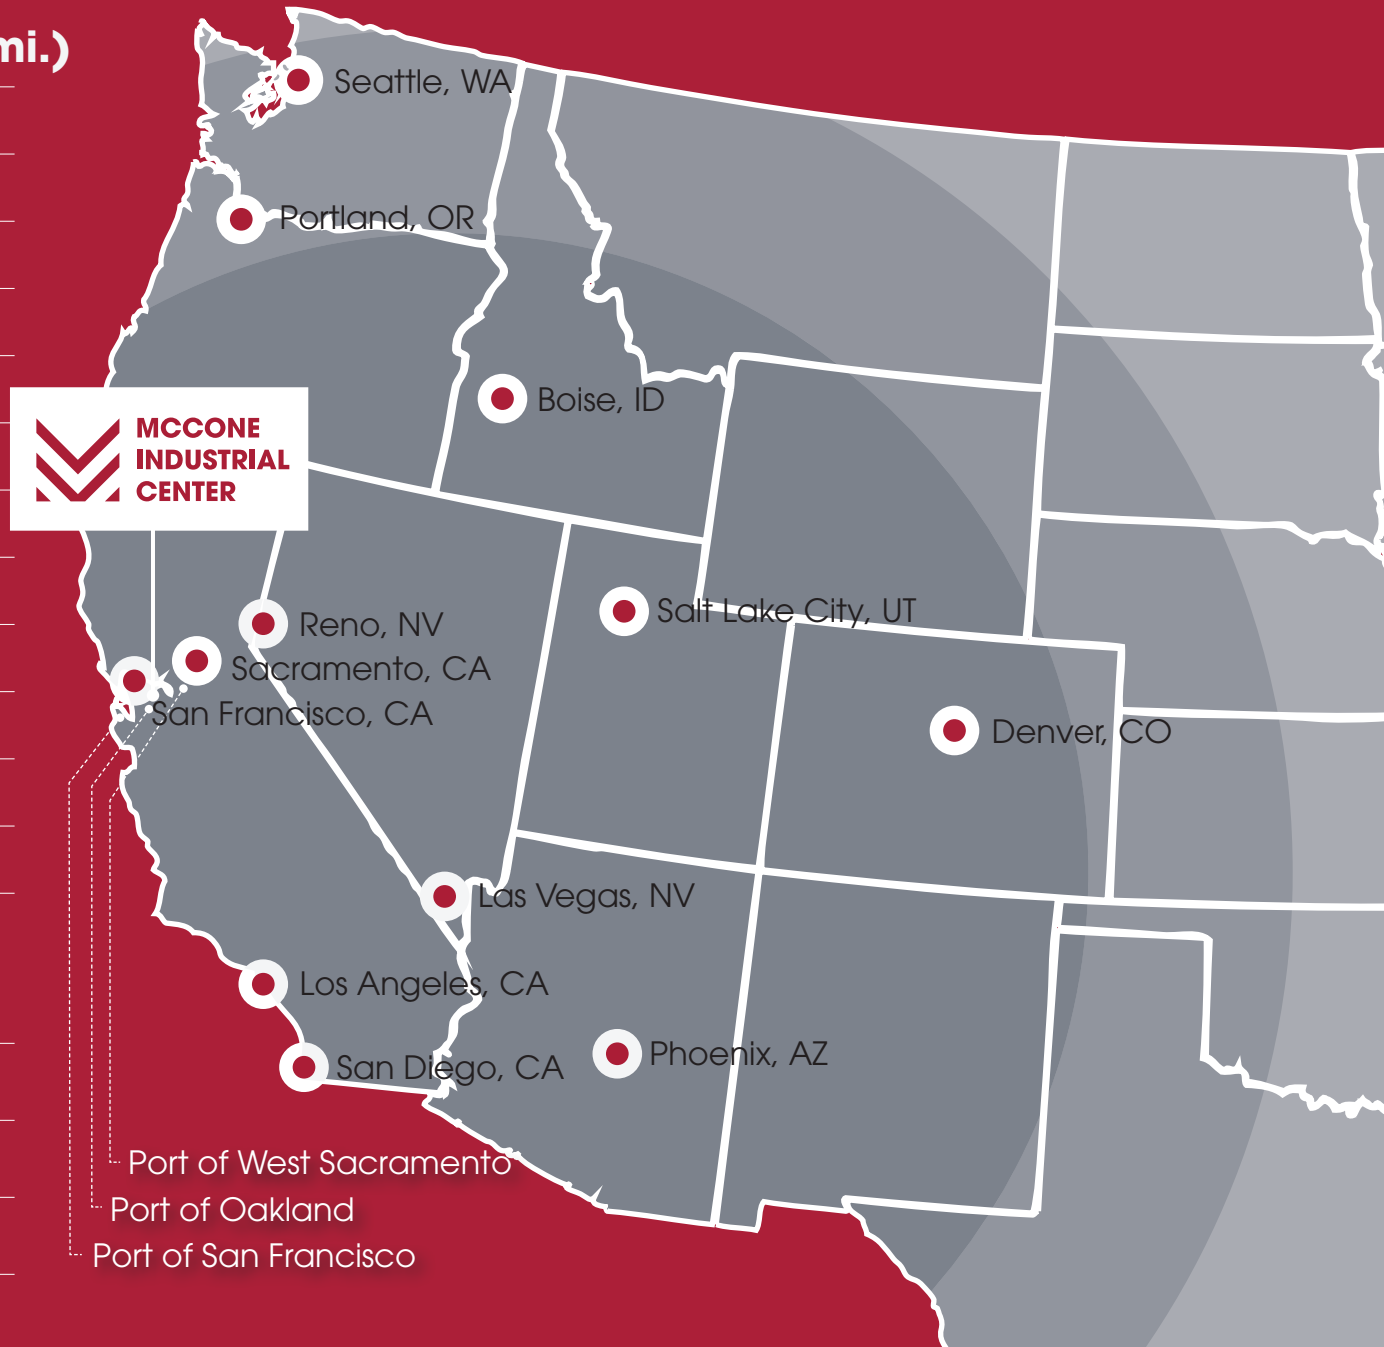 mi.)
Seattle, WA
Portland, OR
Boise, ID
MCCONE
INDUSTRIAL
CENTER
Salt Lake City, UT
Reno, NV
Sacramento, CA
San Francisco, CA
Denver, CO
Las Vegas, NV
Los Angeles, CA
Phoenix, AZ
San Diego, CA
Port of West Sacramento
Port of Oakland
Port of San Francisco